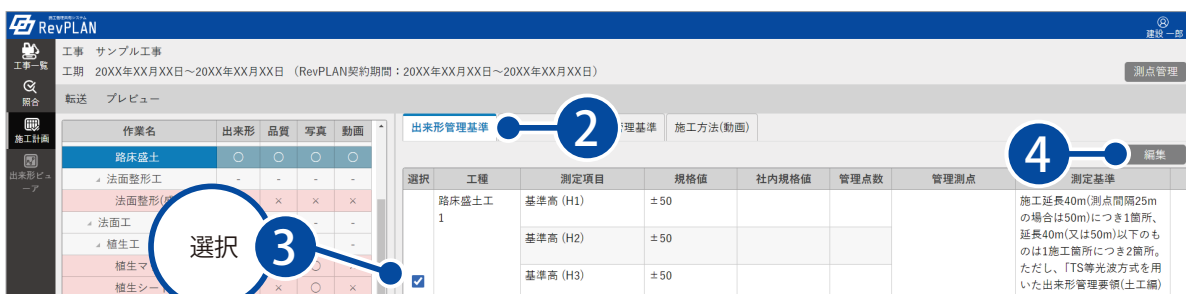 施工管理支援システム
RevPLAN
建設 一郎
工事一覧
工事 サンプル工事
工期 20XX年XX月XX日～20XX年XX月XX日 （RevPLAN契約期間：20XX年XX月XX日～20XX年XX月XX日）
測点管理
照合
転送 プレビュー
施工計画
出来形ビューア
作業名 出来形 品質 写真 動画
路床盛土 ○ ○ ○ ○
法面整形工 - - - -
法面整形( × × ×
法面工 -
植生工 -
植生マ ○
植生シー × ○ ×
選択
3
出来形管理基準
2
理基準 施工方法(動画)
4
編集
選択 工種 測定項目 規格値 社内規格値 管理点数 管理測点 測定基準
路床盛土工
1
基準高 (H1) ±50
基準高 (H2) ±50
基準高 (H3) ±50
施工延長40m(測点間隔25m
の場合は50m)につき1箇所、
延長40m(又は50m)以下のも
のは1施工箇所につき2箇所。
ただし、「TS等光波方式を用
いた出来形管理要領(土工編)